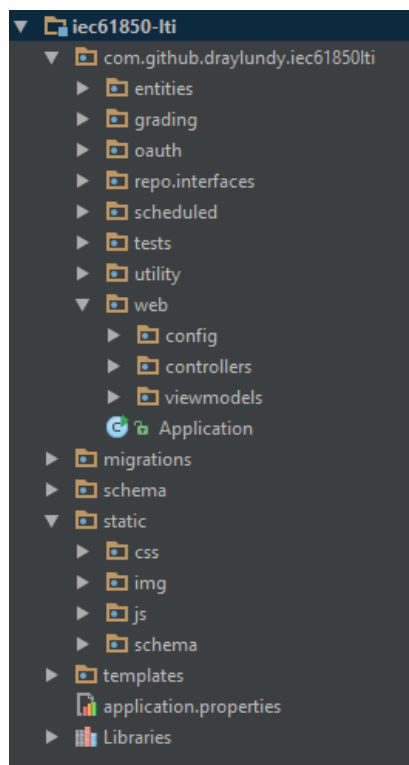 iec61850-lti
com.github.draylundy.iec61850lti
entities
grading
oauth
repo.interfaces
scheduled
tests
utility
web
config
controllers
viewmodels
Application
migrations
schema
static
css
img
js
schema
templates
application.properties
Libraries